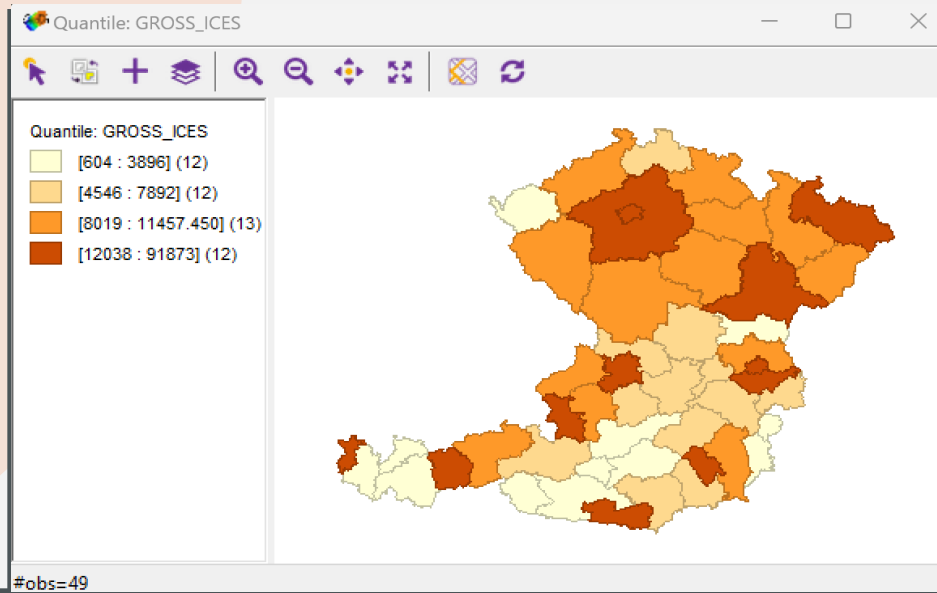 Quantile: GROSS_ICES
Quantile: GROSS_ICES
[604 : 3896] (12)
[4546 : 7892] (12)
[8019 : 11457.450] (13)
[12038 : 91873] (12)
#obs=49